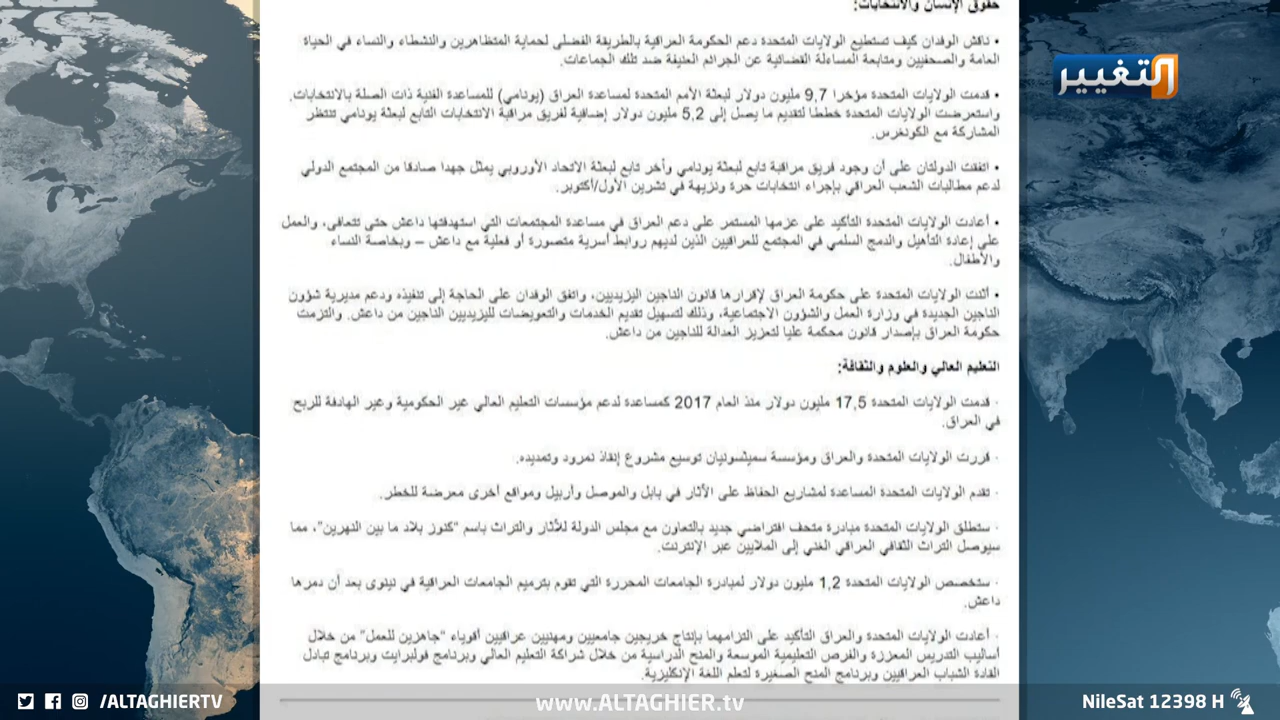 حقوق الإنسان والانتخابات:
• ناقش الوفدان كيف تستطيع الولايات المتحدة دعم الحكومة العراقية بالطريقة الفضلى لحماية المتظاهرين والنشطاء والنساء في الحياة
العامة والصحفيين ومتابعة المساءلة القضائية عن الجرائم العنيفة ضد تلك الجماعات.
• قدمت الولايات المتحدة مؤخرا 9,7 مليون دولار لبعثة الأمم المتحدة لمساعدة العراق (يونامي) للمساعدة الفنية ذات الصلة بالانتخابات.
واستعرضت الولايات المتحدة خططا لتقديم ما يصل إلى 5,2 مليون دولار إضافية لفريق مراقبة الانتخابات التابع لبعثة يونامي تنتظر
المشاركة مع الكونغرس.
• اتفقت الدولتان على أن وجود فريق مراقبة تابع لبعثة يونامي وأخر تابع لبعثة الاتحاد الأوروبي يمثل جهدا صادقا من المجتمع الدولي
لدعم مطالبات الشعب العراقي بإجراء انتخابات حرة ونزيهة في تشرين الأول/أكتوبر.
• أعادت الولايات المتحدة التأكيد على عزمها المستمر على دعم العراق في مساعدة المجتمعات التي استهدفتها داعش حتى تتعافى، والعمل
على إعادة التأهيل والدمج السلمي في المجتمع للعراقيين الذين لديهم روابط أسرية متصورة أو فعلية مع داعش – وبخاصة النساء
والأطفال.
• أثنت الولايات المتحدة على حكومة العراق لإقرارها قانون الناجين اليزيديين، واتفق الوفدان على الحاجة إلى تنفيذه ودعم مديرية شؤون
الناجين الجديدة في وزارة العمل والشؤون الاجتماعية، وذلك لتسهيل تقديم الخدمات والتعويضات لليزيديين الناجين من داعش. والتزمت
حكومة العراق بإصدار قانون محكمة عليا لتعزيز العدالة للناجين من داعش.
التعليم العالي والعلوم والثقافة:
· قدمت الولايات المتحدة 17,5 مليون دولار منذ العام 2017 كمساعدة لدعم مؤسسات التعليم العالي غير الحكومية وغير الهادفة للربح
في العراق.
· قررت الولايات المتحدة والعراق ومؤسسة سميثسونيان توسيع مشروع إنقاذ نمرود وتمديده.
· تقدم الولايات المتحدة المساعدة لمشاريع الحفاظ على الآثار في بابل والموصل وأربيل ومواقع أخرى معرضة للخطر.
· ستطلق الولايات المتحدة مبادرة متحف افتراضي جديد بالتعاون مع مجلس الدولة للآثار والتراث باسم "كنوز بلاد ما بين النهرين"، مما
سيوصل التراث الثقافي العراقي الغني إلى الملايين عبر الإنترنت.
· ستخصص الولايات المتحدة 1,2 مليون دولار لمبادرة الجامعات المحررة التي تقوم بترميم الجامعات العراقية في نينوى بعد أن دمرها
داعش.
· أعادت الولايات المتحدة والعراق التأكيد على التزامهما بإنتاج خريجين جامعيين ومهنيين عراقيين أقوياء "جاهزين للعمل" من خلال
أساليب التدريس المعززة والفرص التعليمية الموسعة والمنح الدراسية من خلال شراكة التعليم العالي وبرنامج فولبرايت وبرنامج تبادل
القادة الشباب العراقيين وبرنامج المنح الصغيرة لتعلم اللغة الإنكليزية.
التغيير
/ALTAGHIERTV
www.ALTAGHIER.tv
NileSat 12398 H